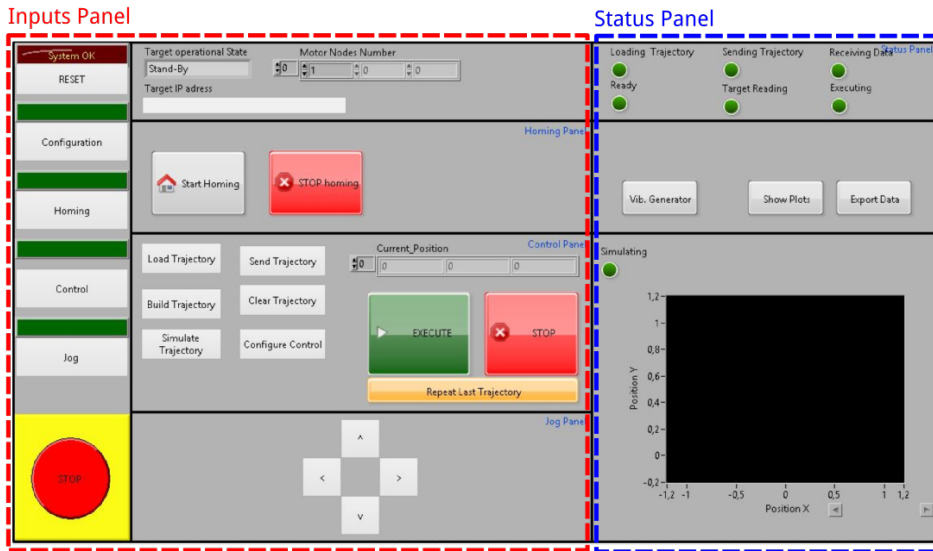 Inputs Panel
Status Panel
System OK
RESET
Configuration
Homing
Control
Jog
STOP
Target operational State
Motor Nodes Number
Stand-By
0
1
0
0
Target IP adress
Homing Pane
Start Homing
STOP homing
Control Pane
Load Trajectory
Send Trajectory
Current_Position
0
0
0
0
Build Trajectory
Clear Trajectory
Simulate
Trajectory
Configure Control
EXECUTE
STOP
Repeat Last Trajectory
Jog Pane
^
<
>
v
Loading Trajectory
Sending Trajectory
Receiving Data
Status Panel
Ready
Target Reading
Executing
Vib. Generator
Show Plots
Export Data
Simulating
1,2-
1-
0,8-
0,6-
0,4-
0,2-
0-
-0,2-
Position Y
-1,2 -1 -0,5 0 0,5 1 1,2
Position X